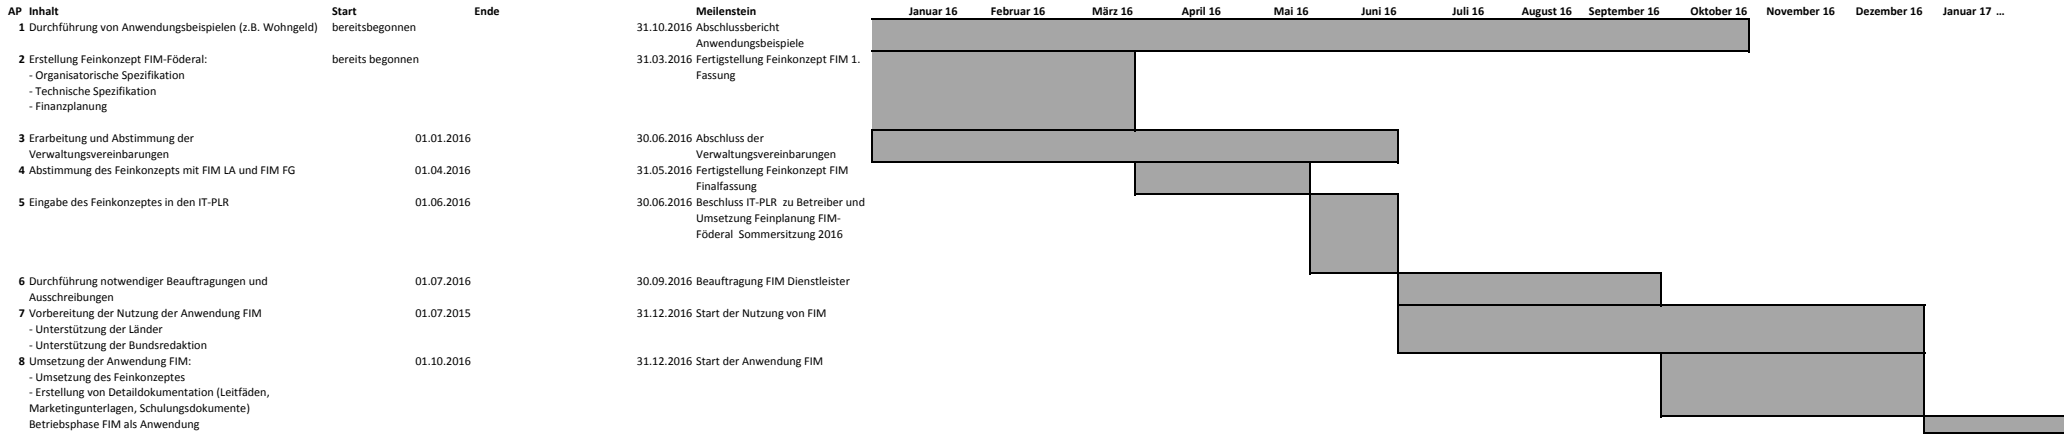 AP Inhalt Start Ende Meilenstein Januar 16 Februar 16 März 16 April 16 Mai 16 Juni 16 Juli 16 August 16 September 16 Oktober 16 November 16 Dezember 16 Januar 17 ...
1 Durchführung von Anwendungsbeispielen (z.B. Wohngeld) bereitsbegonnen 31.10.2016 Abschlussbericht
Anwendungsbeispiele
2 Erstellung Feinkonzept FIM-Föderal: bereits begonnen 31.03.2016 Fertigstellung Feinkonzept FIM 1.
- Organisatorische Spezifikation Fassung
- Technische Spezifikation
- Finanzplanung
3 Erarbeitung und Abstimmung der 01.01.2016 30.06.2016 Abschluss der
Verwaltungsvereinbarungen Verwaltungsvereinbarungen
4 Abstimmung des Feinkonzepts mit FIM LA und FIM FG 01.04.2016 31.05.2016 Fertigstellung Feinkonzept FIM
Finalfassung
5 Eingabe des Feinkonzeptes in den IT-PLR 01.06.2016 30.06.2016 Beschluss IT-PLR zu Betreiber und
Umsetzung Feinplanung FIM-
Föderal Sommersitzung 2016
6 Durchführung notwendiger Beauftragungen und 01.07.2016 30.09.2016 Beauftragung FIM Dienstleister
Ausschreibungen
7 Vorbereitung der Nutzung der Anwendung FIM 01.07.2015 31.12.2016 Start der Nutzung von FIM
- Unterstützung der Länder
- Unterstützung der Bundsredaktion
8 Umsetzung der Anwendung FIM: 01.10.2016 31.12.2016 Start der Anwendung FIM
- Umsetzung des Feinkonzeptes
- Erstellung von Detaildokumentation (Leitfäden,
Marketingunterlagen, Schulungsdokumente)
Betriebsphase FIM als Anwendung